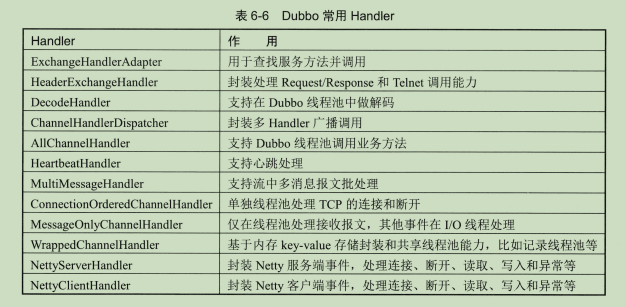 表 6-6 Dubbo 常用 Handler
Handler 作 用
ExchangeHandlerAdapter 用于查找服务方法并调用
HeaderExchangeHandler 封装处理 Request/Response 和 Telnet 调用能力
DecodeHandler 支持在 Dubbo 线程池中做解码
ChannelHandlerDispatcher 封装多 Handler 广播调用
AllChannelHandler 支持 Dubbo 线程池调用业务方法
HeartbeatHandler 支持心跳处理
MultiMessageHandler 支持流中多消息报文批处理
ConnectionOrderedChannelHandler 单独线程池处理 TCP 的连接和断开
MessageOnlyChannelHandler 仅在线程池处理接收报文，其他事件在 I/O 线程处理
WrappedChannelHandler 基于内存 key-value 存储封装和共享线程池能力，比如记录线程池等
NettyServerHandler 封装 Netty 服务端事件，处理连接、断开、读取、写入和异常等
NettyClientHandler 封装 Netty 客户端事件，处理连接、断开、读取、写入和异常等